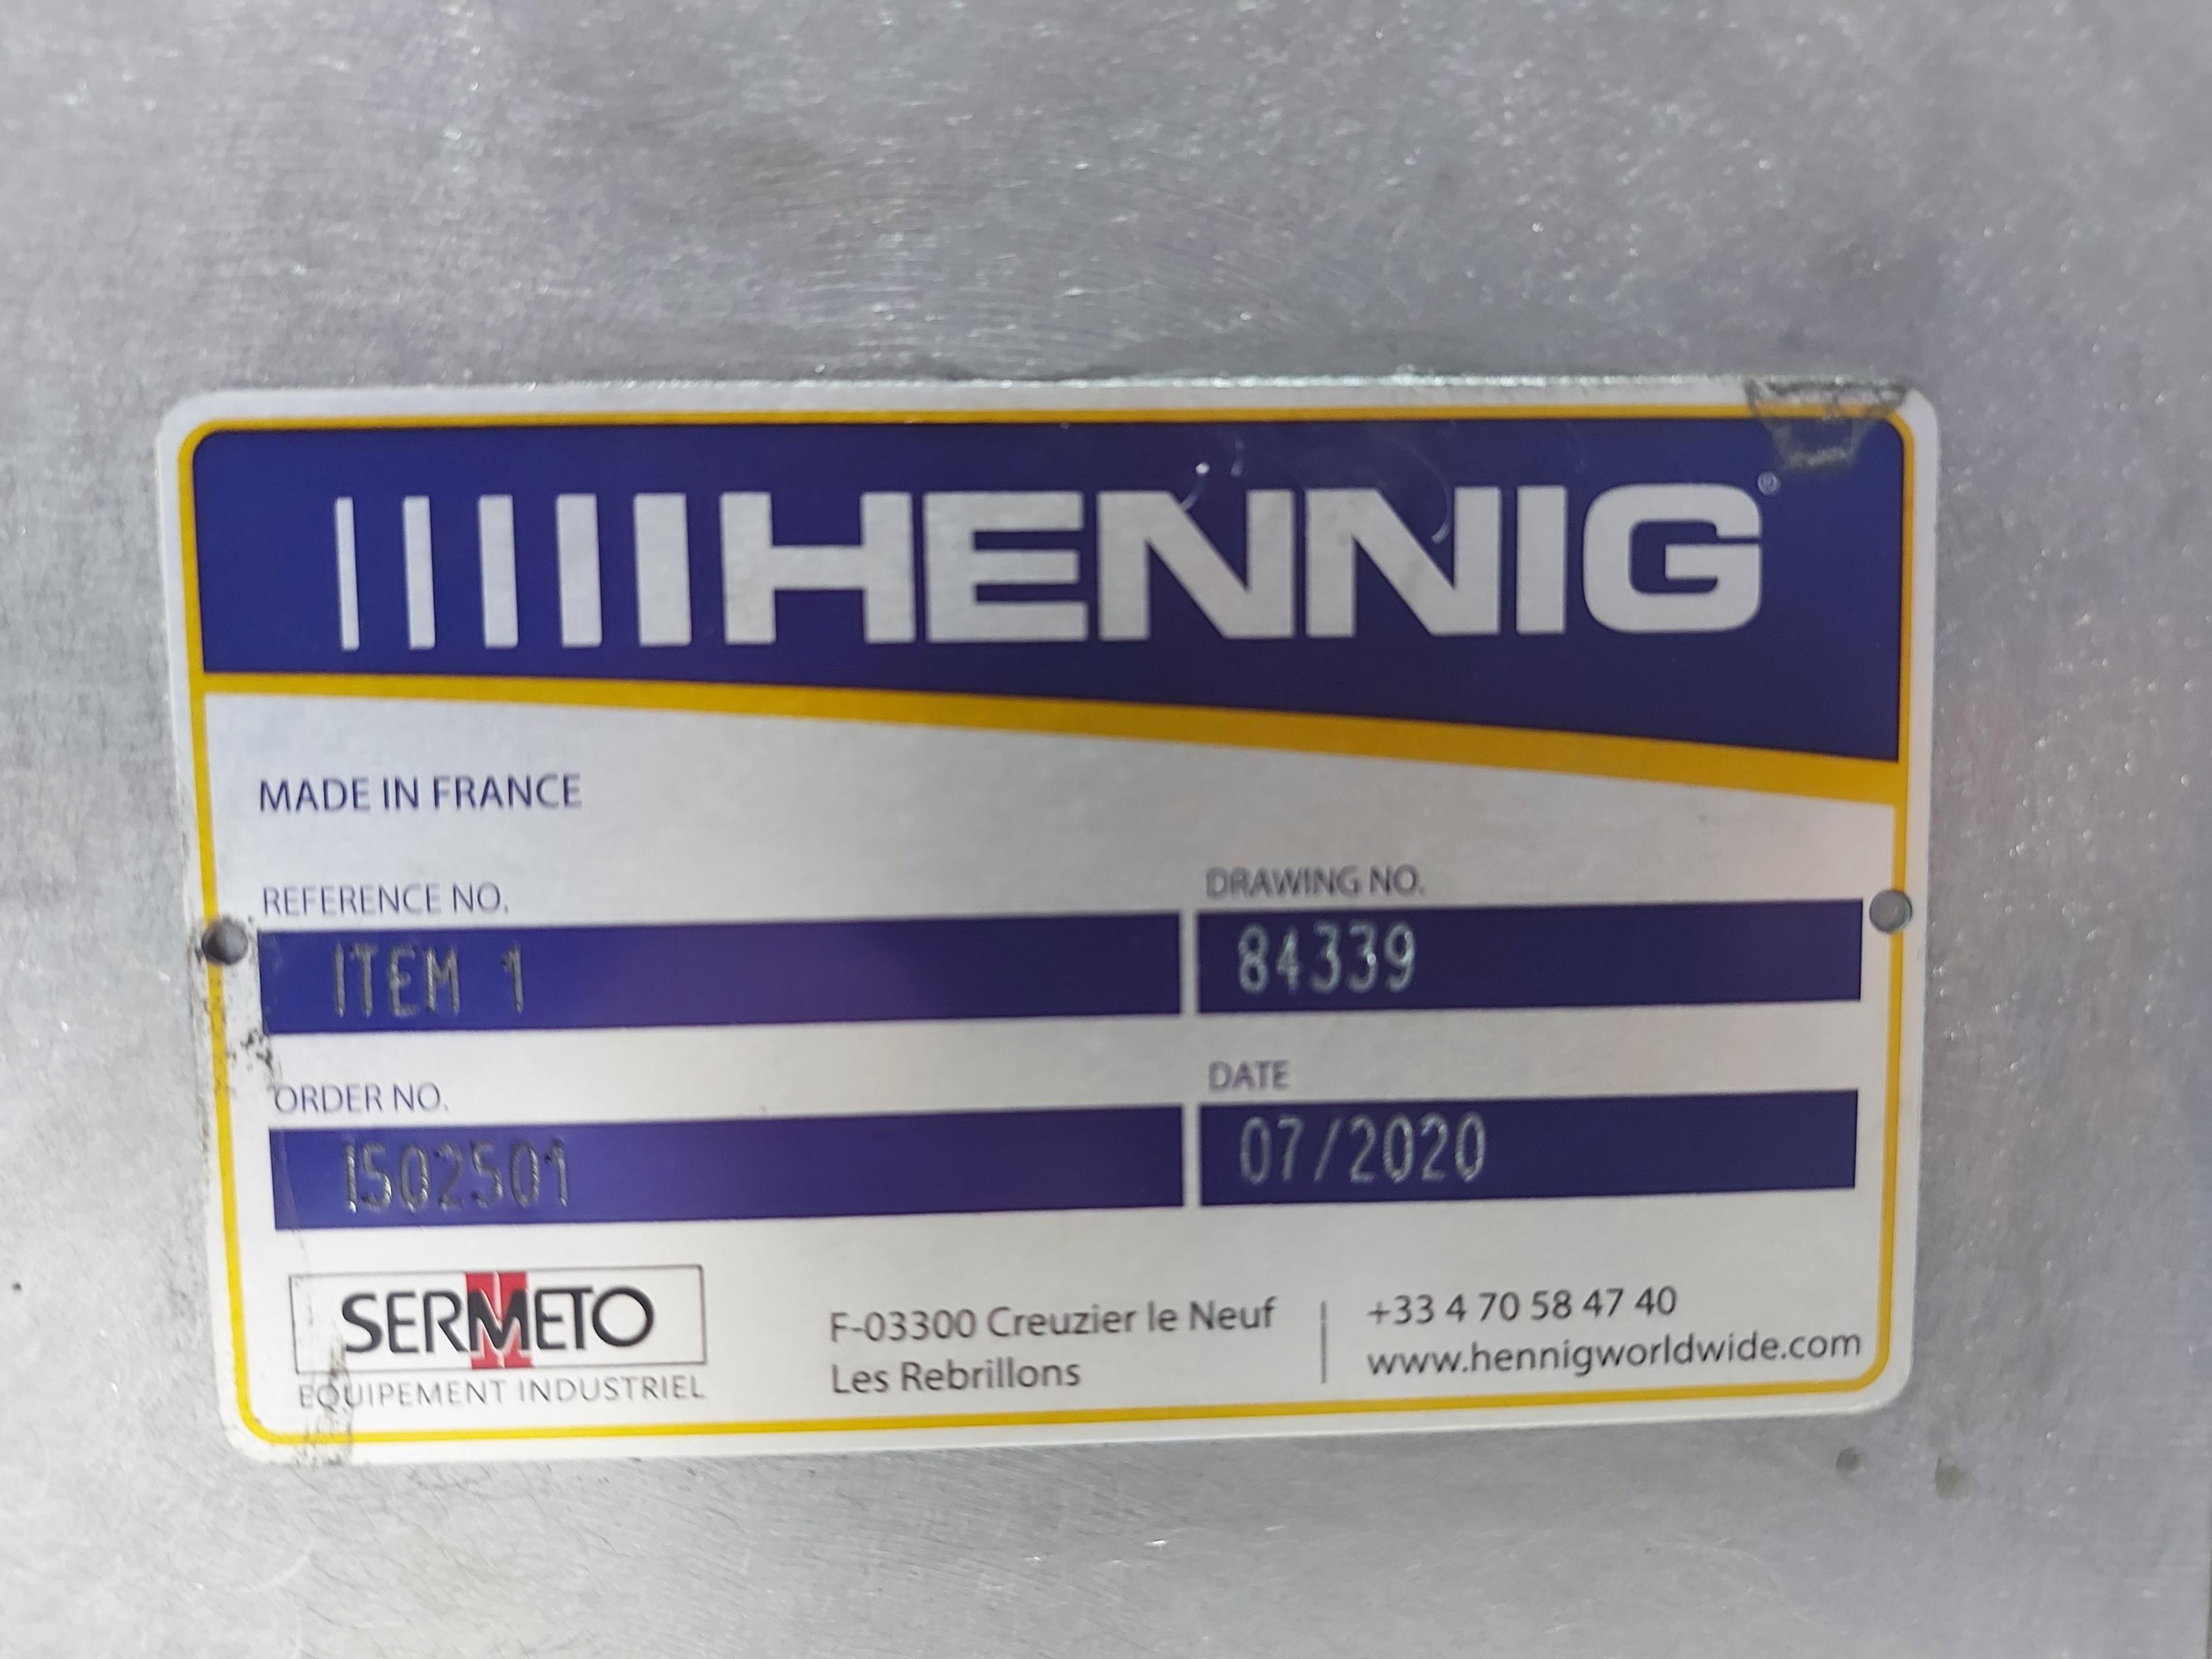 HENNIG®
MADE IN FRANCE
REFERENCE NO.
ITEM 1
DRAWING NO.
84339
ORDER NO.
IS02501
DATE
07/2020
SERMETO
EQUIPEMENT INDUSTRIEL
F-03300 Creuzier le Neuf
Les Rebrillons
+33 4 70 58 47 40
www.hennigworldwide.com